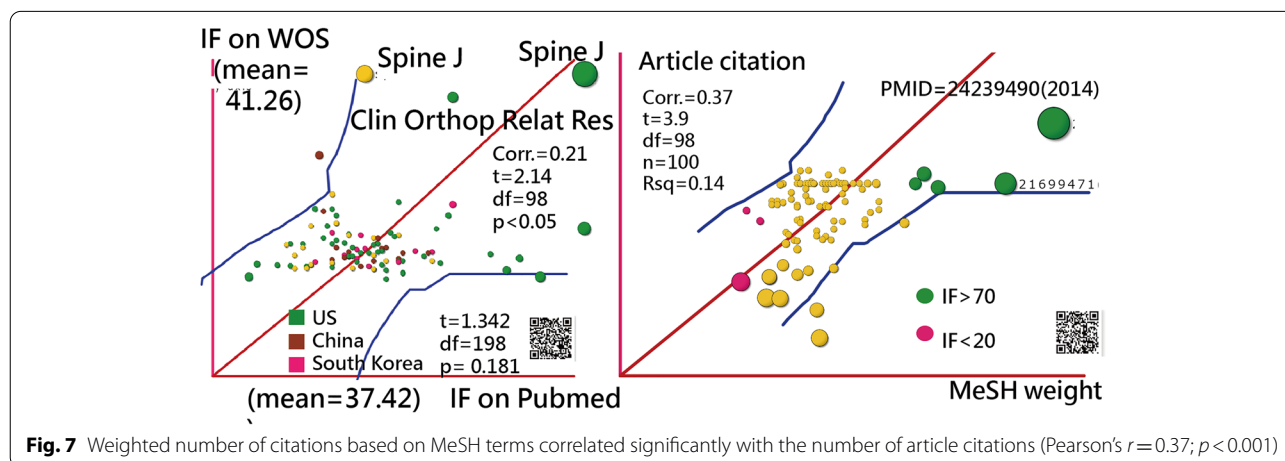 IF on WOS
(mean=
41.26)
Spine J
Spine J
Clin Orthop Relat Res
Corr.=0.21
t=2.14
df=98
p<0.05
US
China
South Korea
t=1.342
df=198
p= 0.181
(mean=37.42)
IF on Pubmed
)
Article citation
Corr.=0.37
t=3.9
df=98
n=100
Rsq=0.14
PMID=24239490(2014)
21699471(
IF>70
IF<20
MeSH weight
Fig. 7 Weighted number of citations based on MeSH terms correlated significantly with the number of article citations (Pearson's r = 0.37; p < 0.001)